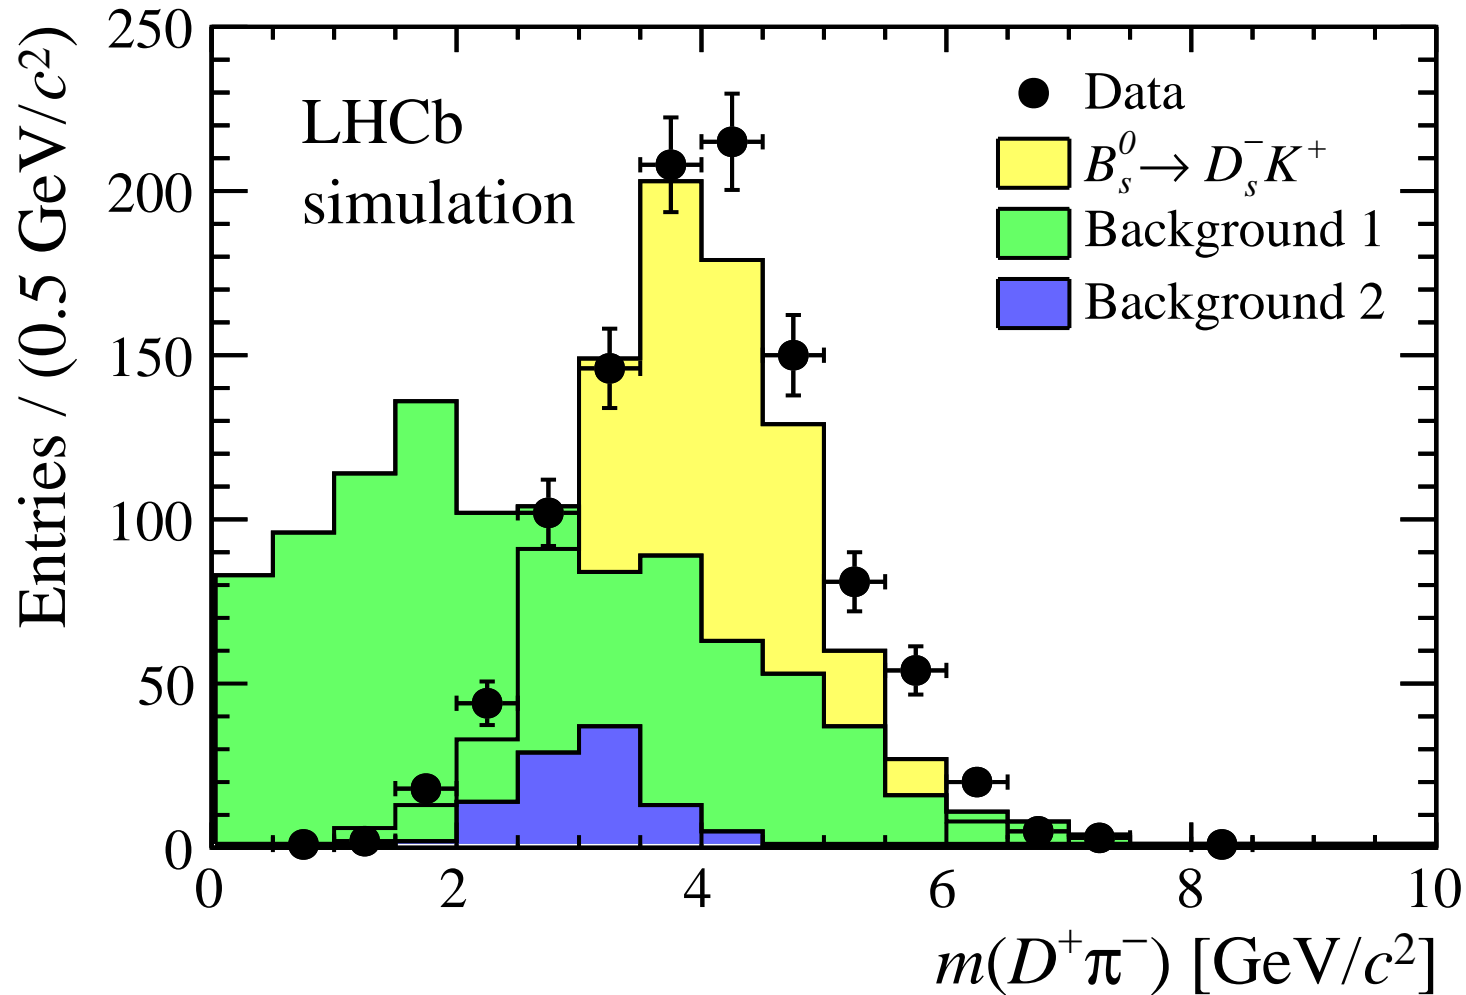 Entries / (0.5 GeV/c²)
250
200
150
100
50
0
LHCb
simulation
Data
B⁰ₛ → D⁻ₛK⁺
Background 1
Background 2
0 2 4 6 8 10
m(D⁺π⁻) [GeV/c²]